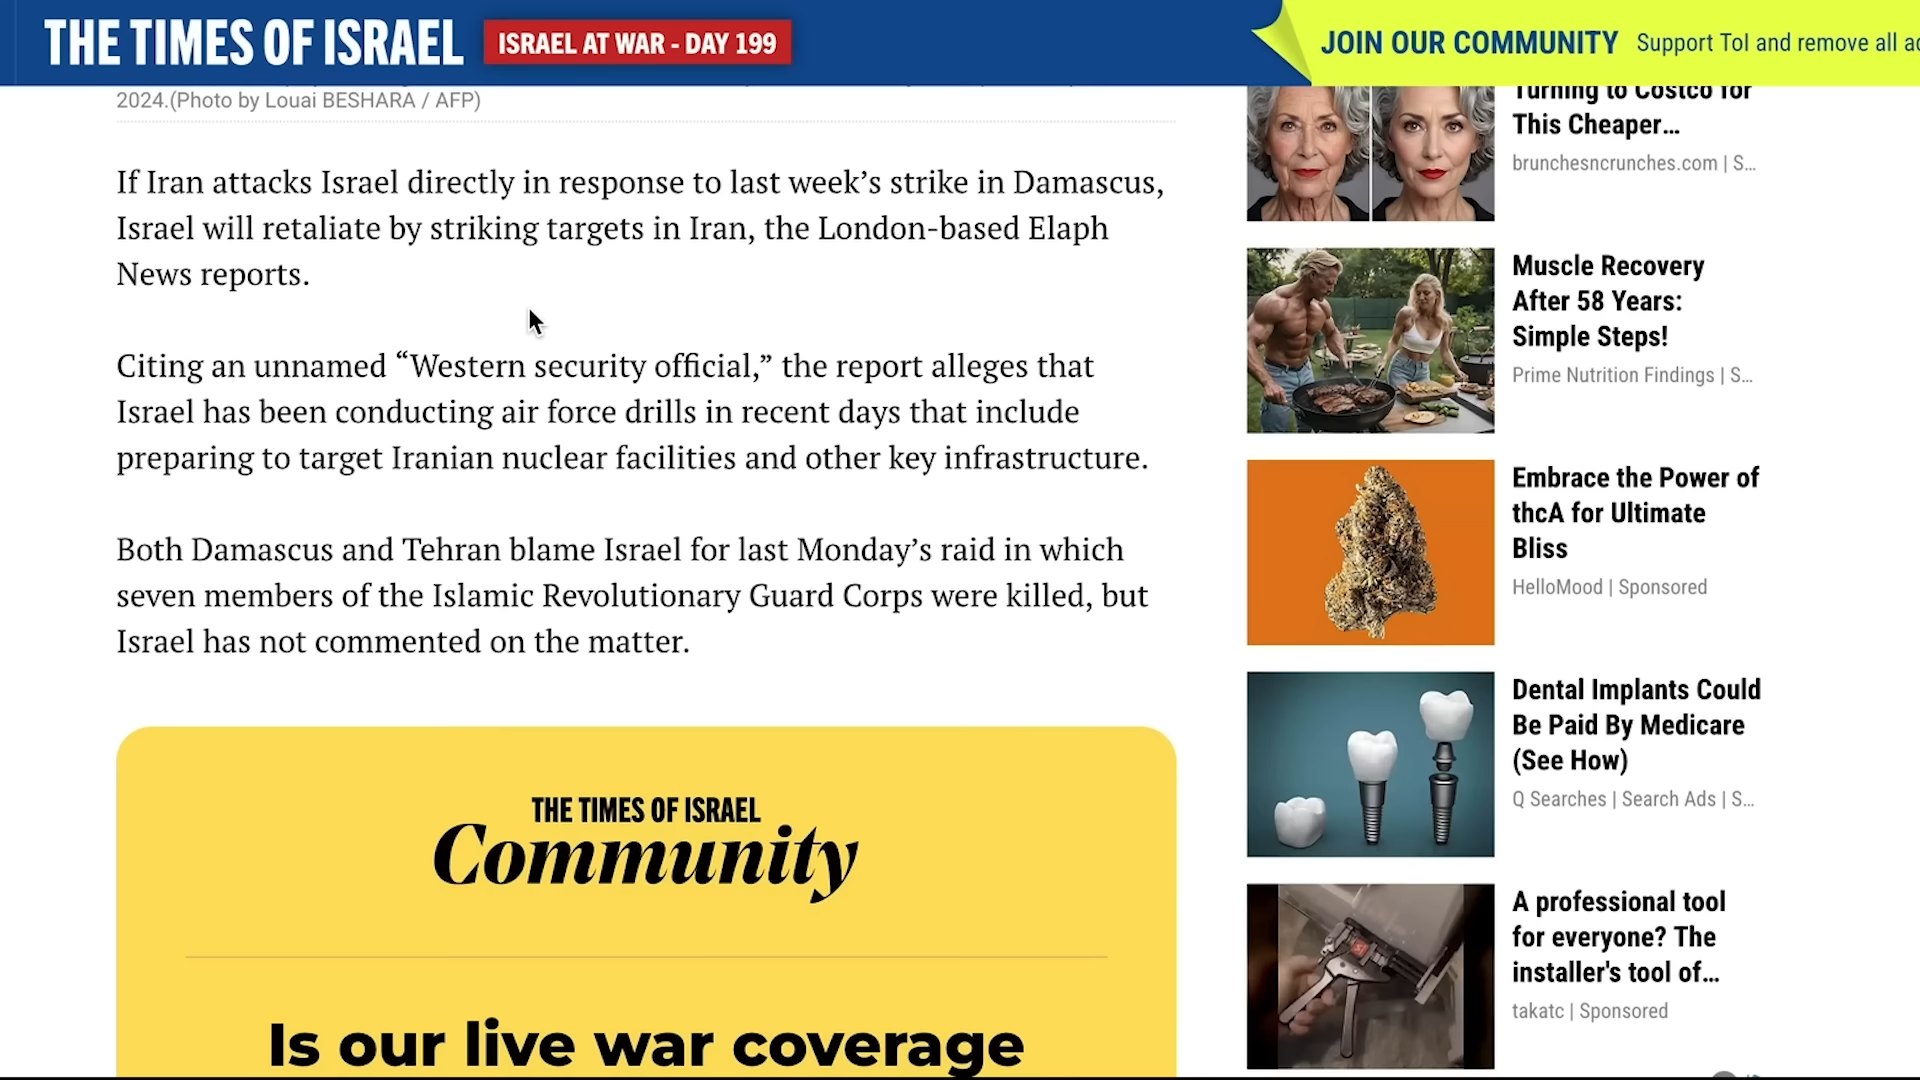 THE TIMES OF ISRAEL
ISRAEL AT WAR - DAY 199
JOIN OUR COMMUNITY
Support ToI and remove all
2024.(Photo by Louai BESHARA / AFP)
If Iran attacks Israel directly in response to last week’s strike in Damascus,
Israel will retaliate by striking targets in Iran, the London-based Elaph
News reports.
Citing an unnamed “Western security official,” the report alleges that
Israel has been conducting air force drills in recent days that include
preparing to target Iranian nuclear facilities and other key infrastructure.
Both Damascus and Tehran blame Israel for last Monday’s raid in which
seven members of the Islamic Revolutionary Guard Corps were killed, but
Israel has not commented on the matter.
THE TIMES OF ISRAEL
Community
Is our live war coverage
Turning to Costco for
This Cheaper...
brunchesncrunches.com | S...
Muscle Recovery
After 58 Years:
Simple Steps!
Prime Nutrition Findings | S...
Embrace the Power of
thcA for Ultimate
Bliss
HelloMood | Sponsored
Dental Implants Could
Be Paid By Medicare
(See How)
Q Searches | Search Ads | S...
A professional tool
for everyone? The
installer's tool of...
takatc | Sponsored